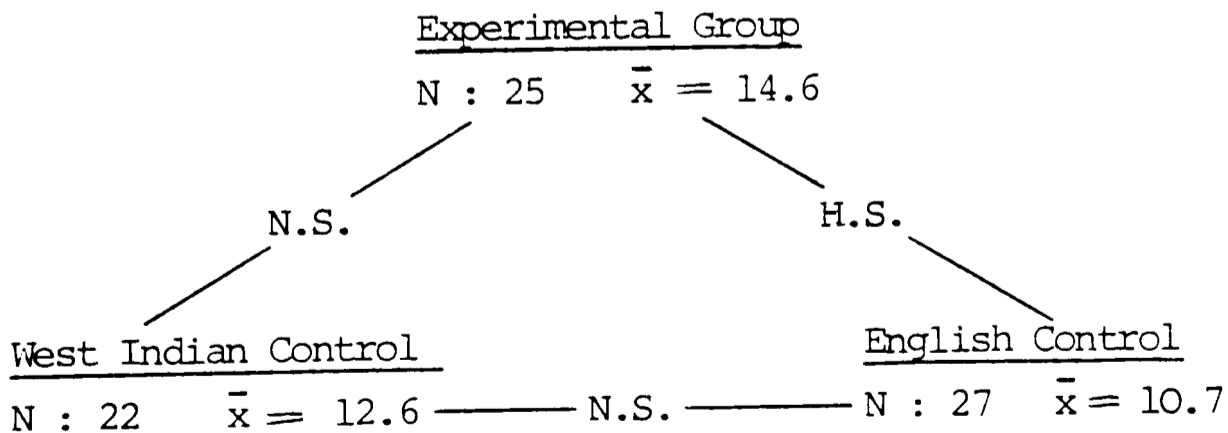 Experimental Group
N : 25 x̄ = 14.6
N.S. H.S.
West Indian Control English Control
N : 22 x̄ = 12.6 N.S. N : 27 x̄ = 10.7